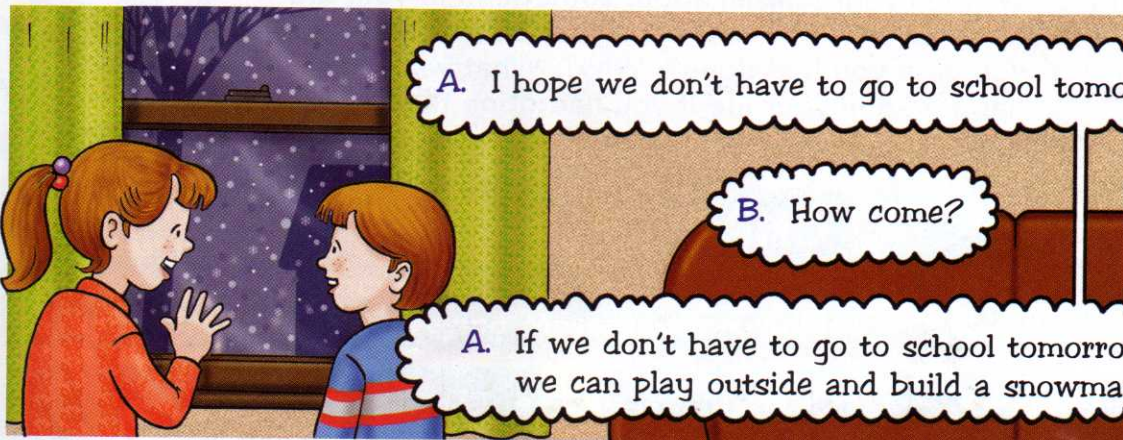 A. I hope we don't have to go to school tomo
B. How come?
A. If we don't have to go to school tomorro
we can play outside and build a snowma